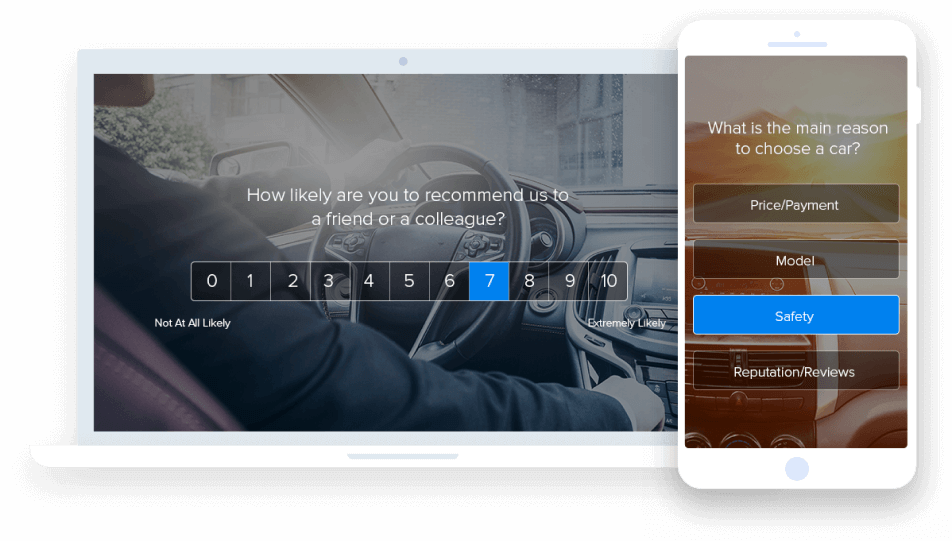 How likely are you to recommend us to
a friend or a colleague?
0 1 2 3 4 5 6 7 8 9 10
Not At All Likely Extremely Likely
What is the main reason
to choose a car?
Price/Payment
Model
Safety
Reputation/Reviews